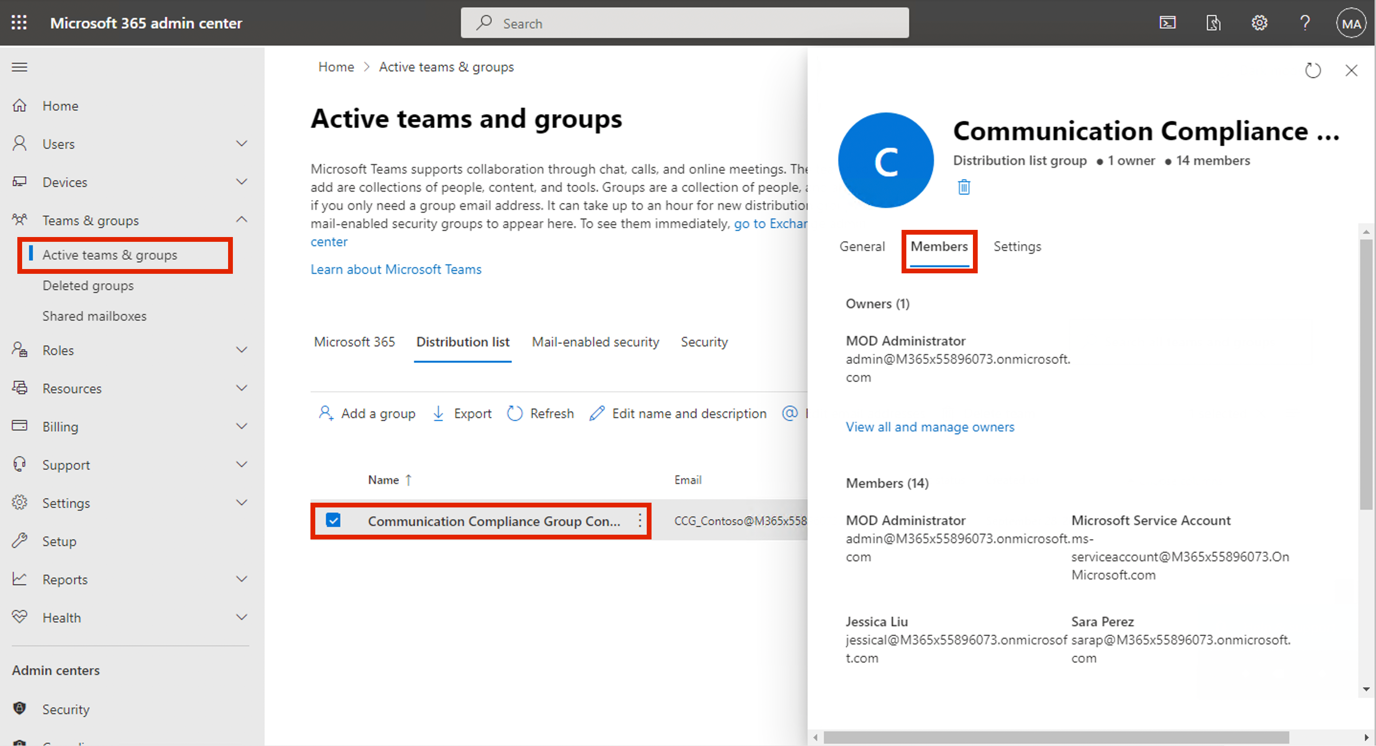 Microsoft 365 admin center
Search
MA
Home
Users
Devices
Teams & groups
Active teams & groups
Deleted groups
Shared mailboxes
Roles
Resources
Billing
Support
Settings
Setup
Reports
Health
Admin centers
Security
Home > Active teams & groups
Active teams and groups
Microsoft Teams supports collaboration through chat, calls, and online meetings. The
add are collections of people, content, and tools. Groups are a collection of people, a
if you only need a group email address. It can take up to an hour for new distribution
mail-enabled security groups to appear here. To see them immediately, go to Exchan
center
Learn about Microsoft Teams
Microsoft 365 Distribution list Mail-enabled security Security
Add a group Export Refresh Edit name and description
Name ↑ Email
Communication Compliance Group Con... CCG_Contoso@M365x558
C
Communication Compliance ...
Distribution list group ● 1 owner ● 14 members
General Members Settings
Owners (1)
MOD Administrator
admin@M365x55896073.onmicrosoft.
com
View all and manage owners
Members (14)
MOD Administrator
admin@M365x55896073.onmicrosoft.
com
Microsoft Service Account
ms-
serviceaccount@M365x55896073.On
Microsoft.com
Jessica Liu
jessical@M365x55896073.onmicrosof
t.com
Sara Perez
sarap@M365x55896073.onmicrosoft.
com